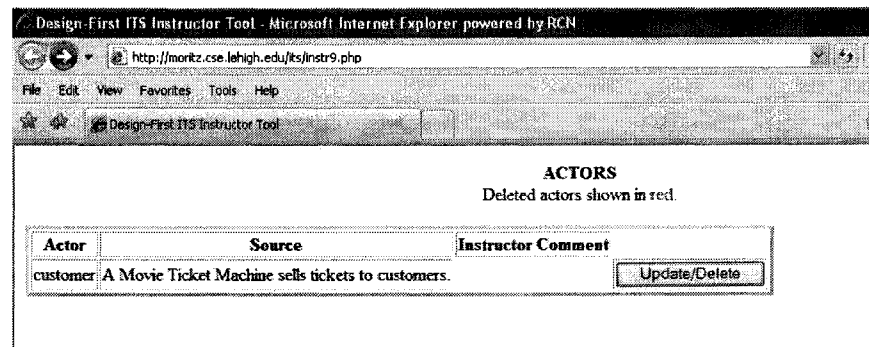 Design-First ITS Instructor Tool - Microsoft Internet Explorer powered by RCN
http://moritz.cse.lehigh.edu/its/instr9.php
File Edit View Favorites Tools Help
Design-First ITS Instructor Tool
ACTORS
Deleted actors shown in red.
Actor Source Instructor Comment
customer A Movie Ticket Machine sells tickets to customers. Update/Delete